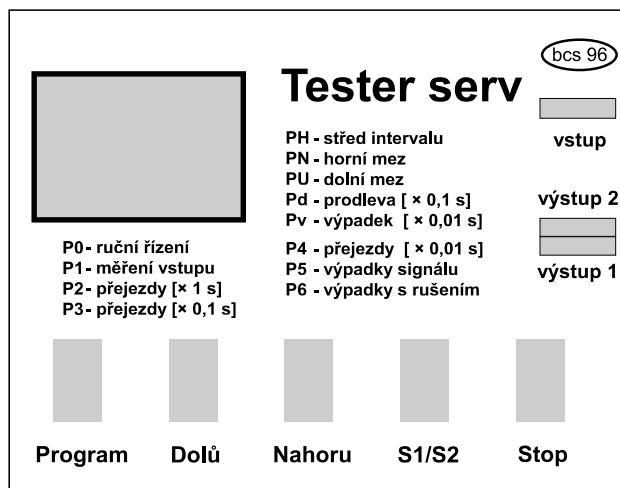 bcs 96
Tester serv
vstup
PH - střed intervalu
PN - horní mez
PU - dolní mez
Pd - prodleva [ × 0,1 s]
Pv - výpadek [ × 0,01 s]
výstup 2
výstup 1
P0- ruční řízení
P1- měření vstupu
P2- přejezdy [× 1 s]
P3- přejezdy [× 0,1 s]
P4 - přejezdy [ × 0,01 s]
P5 - výpadky signálu
P6 - výpadky s rušením
Program Dolů Nahoru S1/S2 Stop